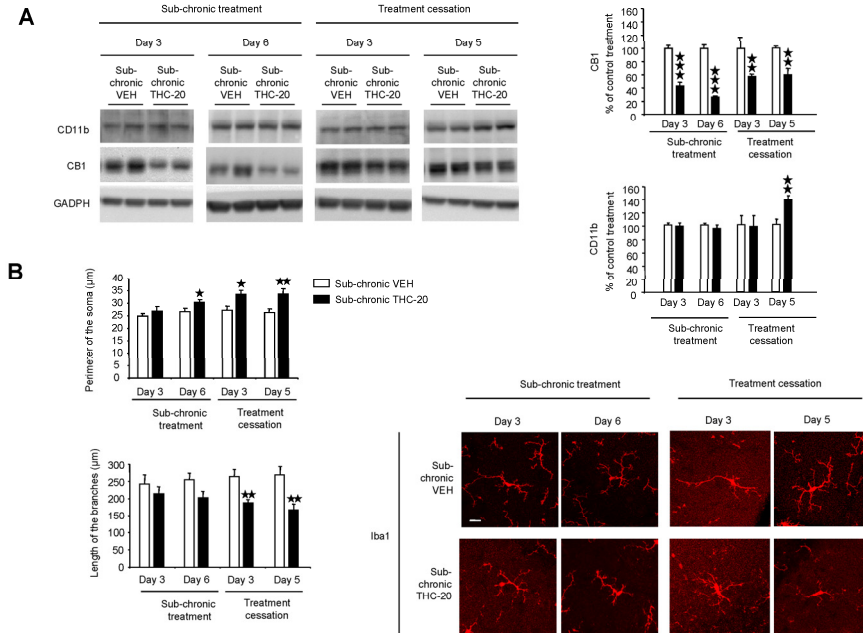 A
Sub-chronic treatment
Treatment cessation
Day 3
Day 6
Day 3
Day 5
Sub-
chronic
VEH
Sub-
chronic
THC-20
Sub-
chronic
VEH
Sub-
chronic
THC-20
Sub-
chronic
VEH
Sub-
chronic
THC-20
Sub-
chronic
VEH
Sub-
chronic
THC-20
CD11b
CB1
GADPH
CB1
% of control treatment
160
140
120
100
80
60
40
20
0
★★★
★★★
★★
★★
Day 3
Day 6
Day 3
Day 5
Sub-chronic
treatment
Treatment
cessation
CD11b
% of control treatment
160
140
120
100
80
60
40
20
0
★★
Day 3
Day 6
Day 3
Day 5
Sub-chronic
treatment
Treatment
cessation
B
Perimeter of the soma (µm)
40
35
30
25
20
15
10
5
0
★
★
★★
Sub-chronic VEH
Sub-chronic THC-20
Day 3
Day 6
Day 3
Day 5
Sub-chronic
treatment
Treatment
cessation
Length of the branches (µm)
300
250
200
150
100
50
0
★★
★★
Day 3
Day 6
Day 3
Day 5
Sub-chronic
treatment
Treatment
cessation
Sub-chronic treatment
Treatment cessation
Day 3
Day 6
Day 3
Day 5
Iba1
Sub-
chronic
VEH
Sub-
chronic
THC-20